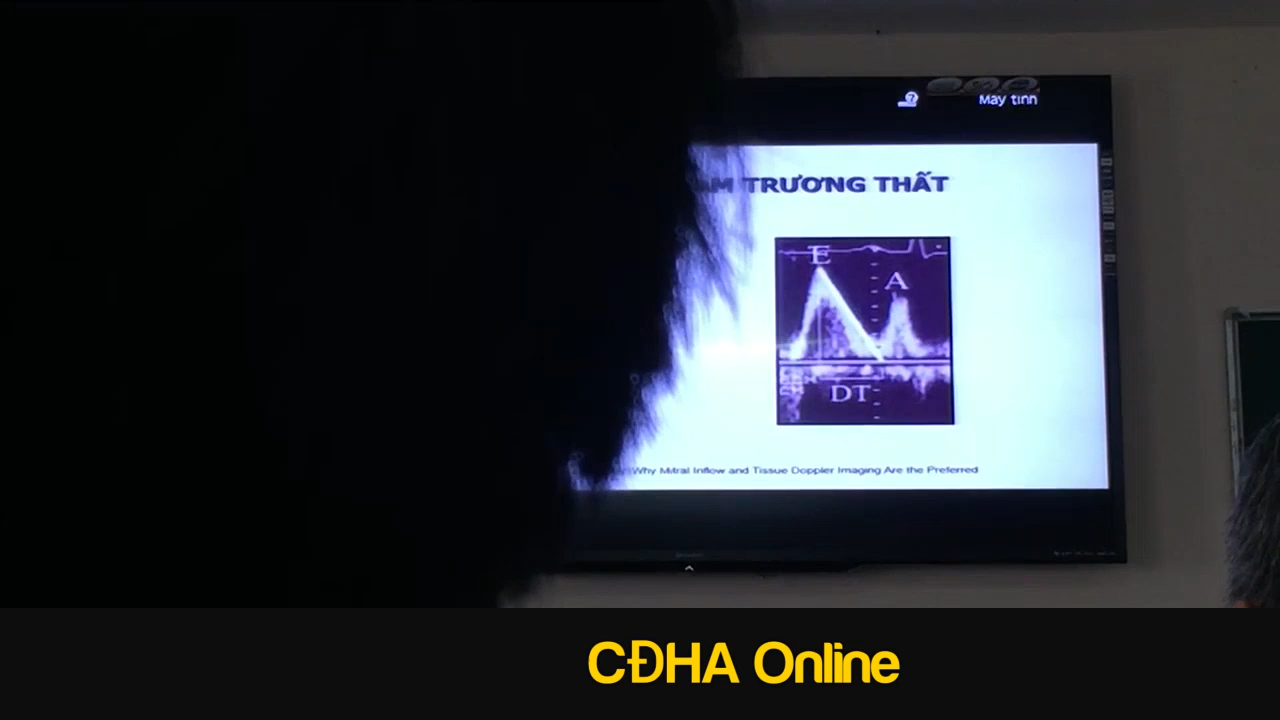 Máy tính
TRƯƠNG THẤT
E
A
DT
Why Mitral Inflow and Tissue Doppler Imaging Are the Preferred
CĐHA Online